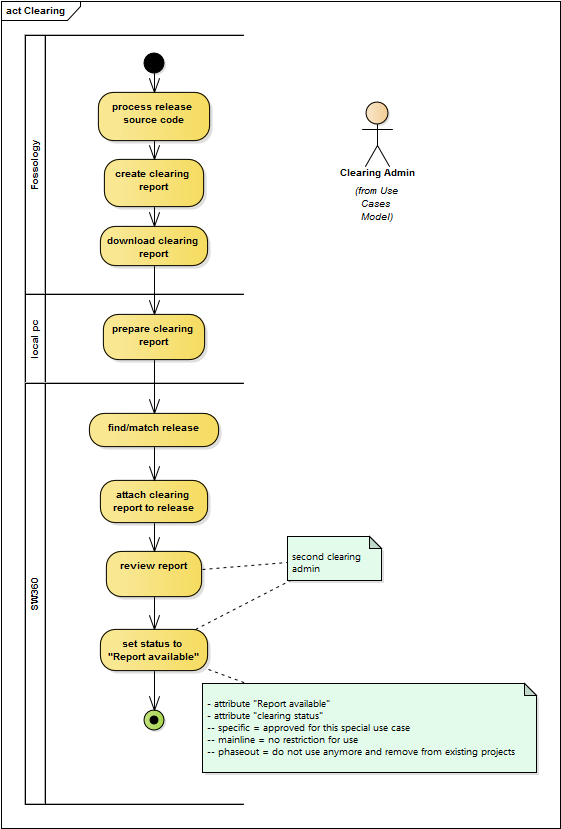 act Clearing
Fossology
process release
source code
create clearing
report
download clearing
report
Clearing Admin
(from Use
Cases
Model)
local pc
prepare clearing
report
SW360
find/match release
attach clearing
report to release
review report
second clearing
admin
set status to
"Report available"
- attribute "Report available"
- attribute "clearing status"
-- specific = approved for this special use case
-- mainline = no restriction for use
-- phaseout = do not use anymore and remove from existing projects